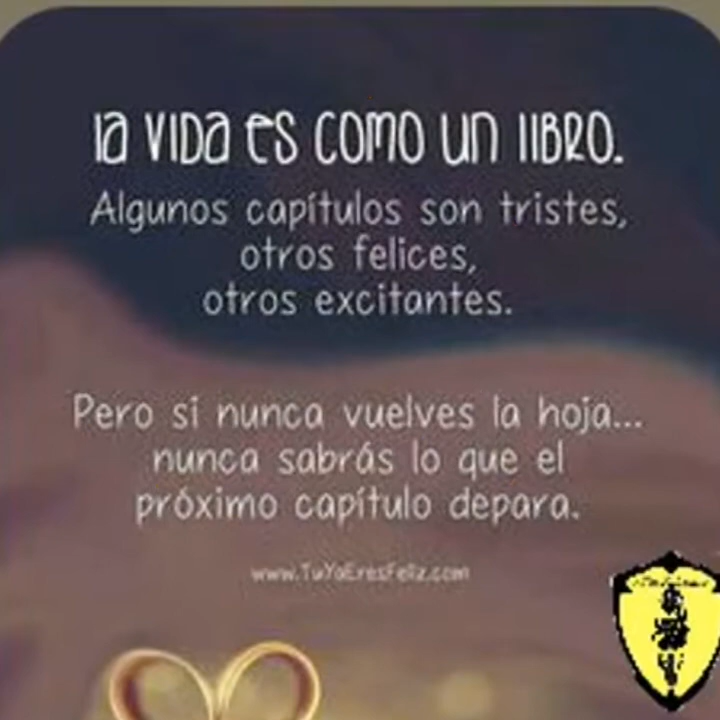 la vida es como un libro.
Algunos capítulos son tristes,
otros felices,
otros excitantes.
Pero si nunca vuelves la hoja...
nunca sabrás lo que el
próximo capítulo depara.
www.TuYaEresFeliz.com